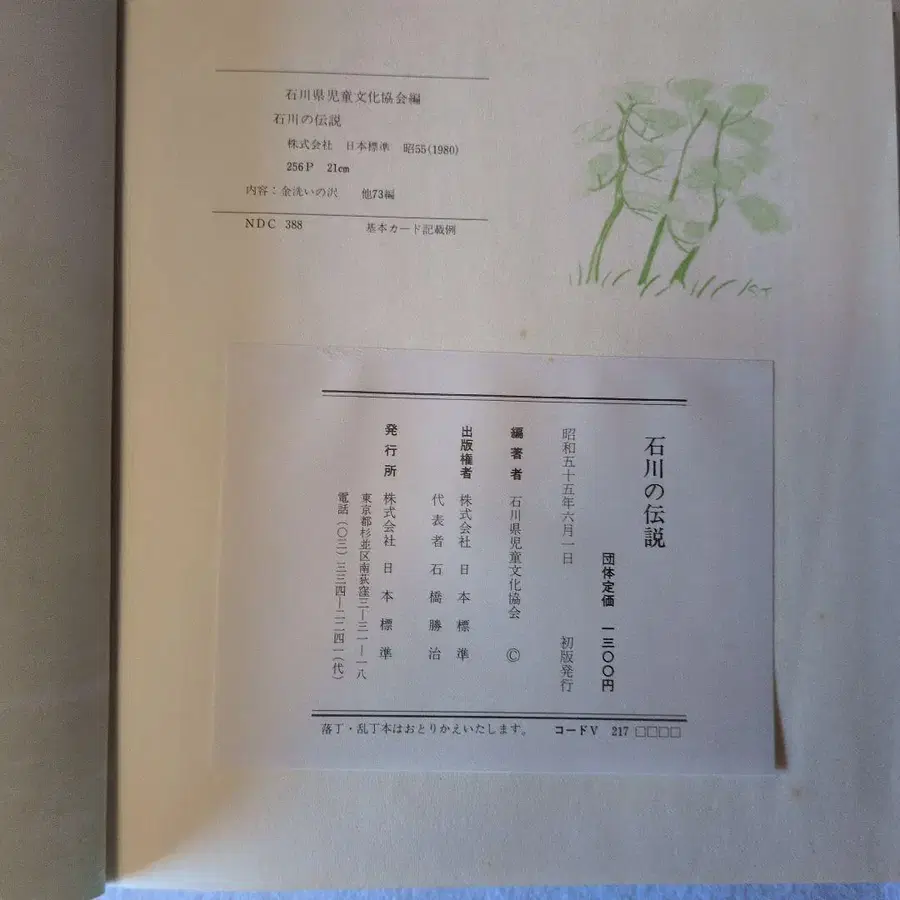 石川県児童文化協会編
石川の伝説
株式会社 日本標準 昭55(1980)
256P 21cm
内容:金洗いの沢 他73編
NDC 388 基本カード記載例
石川の伝説
団体定価 一三〇〇円
昭和五十五年六月一日 初版発行
編著者 石川県児童文化協会 ©
出版権者 株式会社 日本標準
代表者 石橋勝治
発行所 株式会社 日本標準
東京都杉並区南荻窪三—三一—一八
電話(〇三)三三四—二二四一(代)
落丁・乱丁本はおとりかえいたします。 コードV 217 □□□□